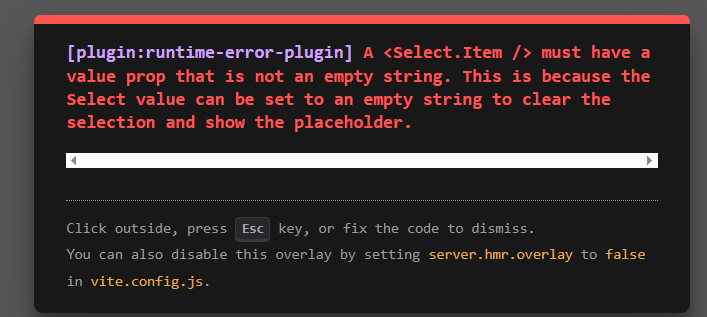 [plugin:runtime-error-plugin] A <Select.Item /> must have a
value prop that is not an empty string. This is because the
Select value can be set to an empty string to clear the
selection and show the placeholder.
Click outside, press Esc key, or fix the code to dismiss.
You can also disable this overlay by setting server.hmr.overlay to false
in vite.config.js.